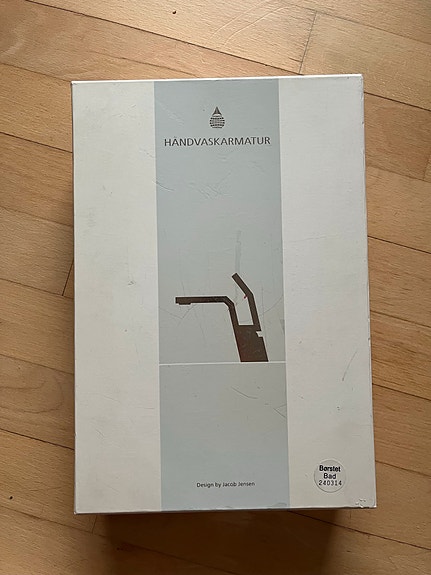 HÅNDVASKARMATUR
Design by Jacob Jensen
Børstet
Bad
240314